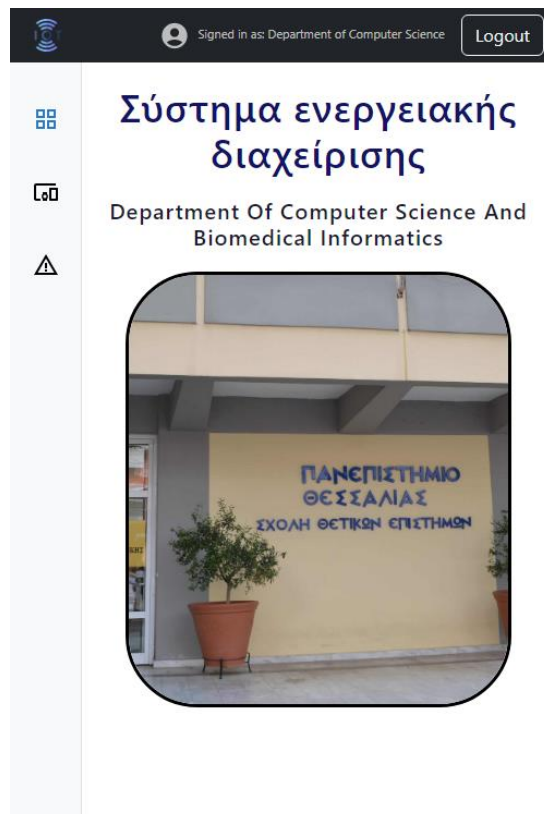 IoT
Signed in as: Department of Computer Science
Logout
Σύστημα ενεργειακής
διαχείρισης
Department Of Computer Science And
Biomedical Informatics
ΠΑΝΕΠΙΣΤΗΜΙΟ
ΘΕΣΣΑΛΙΑΣ
ΣΧΟΛΗ ΘΕΤΙΚΩΝ ΕΠΙΣΤΗΜΩΝ